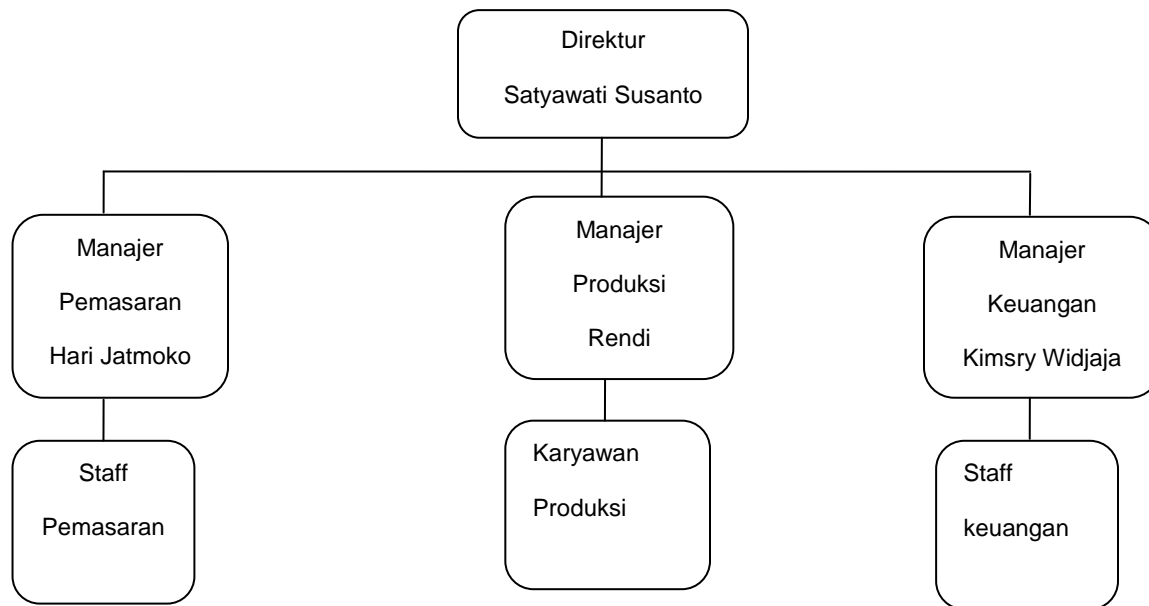 Direktur
Satyawati Susanto
Manajer
Pemasaran
Hari Jatmoko
Manajer
Produksi
Rendi
Manajer
Keuangan
Kimsry Widjaja
Staff
Pemasaran
Karyawan
Produksi
Staff
keuangan